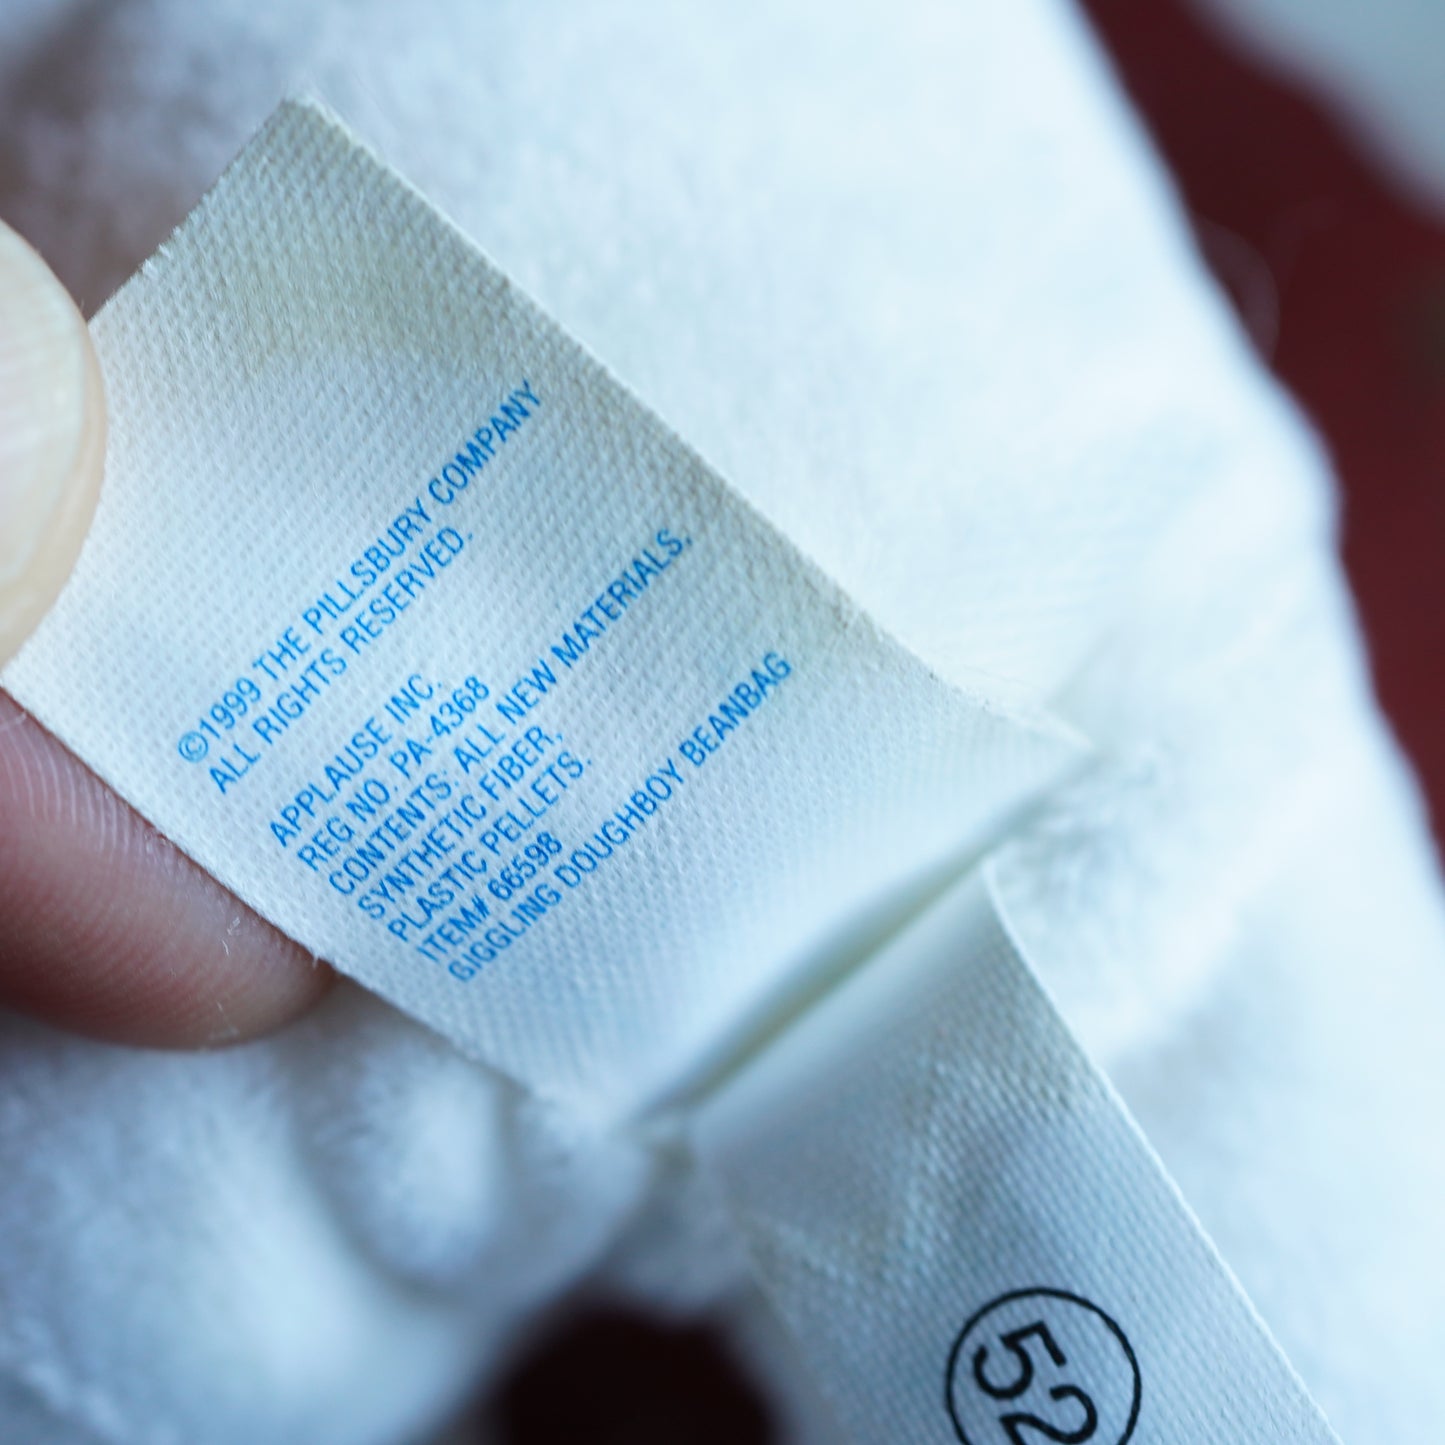 ©1999 THE PILLSBURY COMPANY
ALL RIGHTS RESERVED.
APPLAUSE INC.
REG NO. PA-4368
CONTENTS: ALL NEW MATERIALS.
SYNTHETIC FIBER,
PLASTIC PELLETS.
ITEM# 66598
GIGGLING DOUGHBOY BEANBAG
52